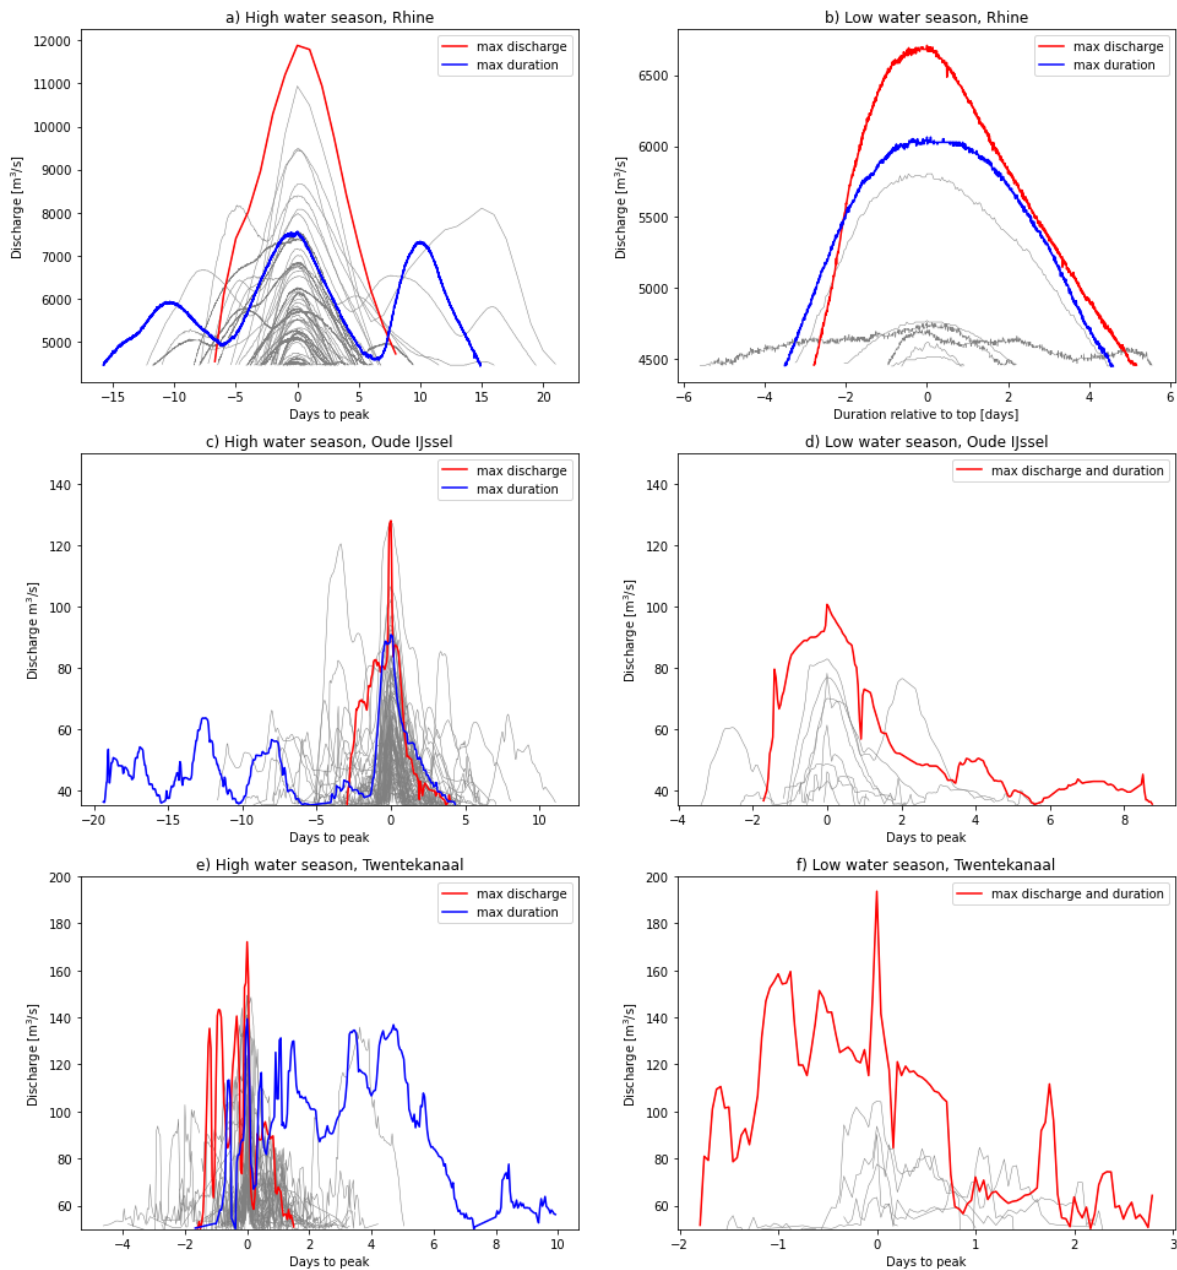 a) High water season, Rhine
12000
11000
10000
9000
8000
7000
6000
5000
Discharge [m³/s]
−15 −10 −5 0 5 10 15 20
Days to peak
max discharge
max duration
b) Low water season, Rhine
6500
6000
5500
5000
4500
Discharge [m³/s]
−6 −4 −2 0 2 4 6
Duration relative to top [days]
max discharge
max duration
c) High water season, Oude IJssel
140
120
100
80
60
40
Discharge m³/s]
−20 −15 −10 −5 0 5 10
Days to peak
max discharge
max duration
d) Low water season, Oude IJssel
140
120
100
80
60
40
Discharge [m³/s]
−4 −2 0 2 4 6 8
Days to peak
max discharge and duration
e) High water season, Twentekanaal
200
180
160
140
120
100
80
60
Discharge [m³/s]
−4 −2 0 2 4 6 8 10
Days to peak
max discharge
max duration
f) Low water season, Twentekanaal
200
180
160
140
120
100
80
60
Discharge [m³/s]
−2 −1 0 1 2 3
Days to peak
max discharge and duration